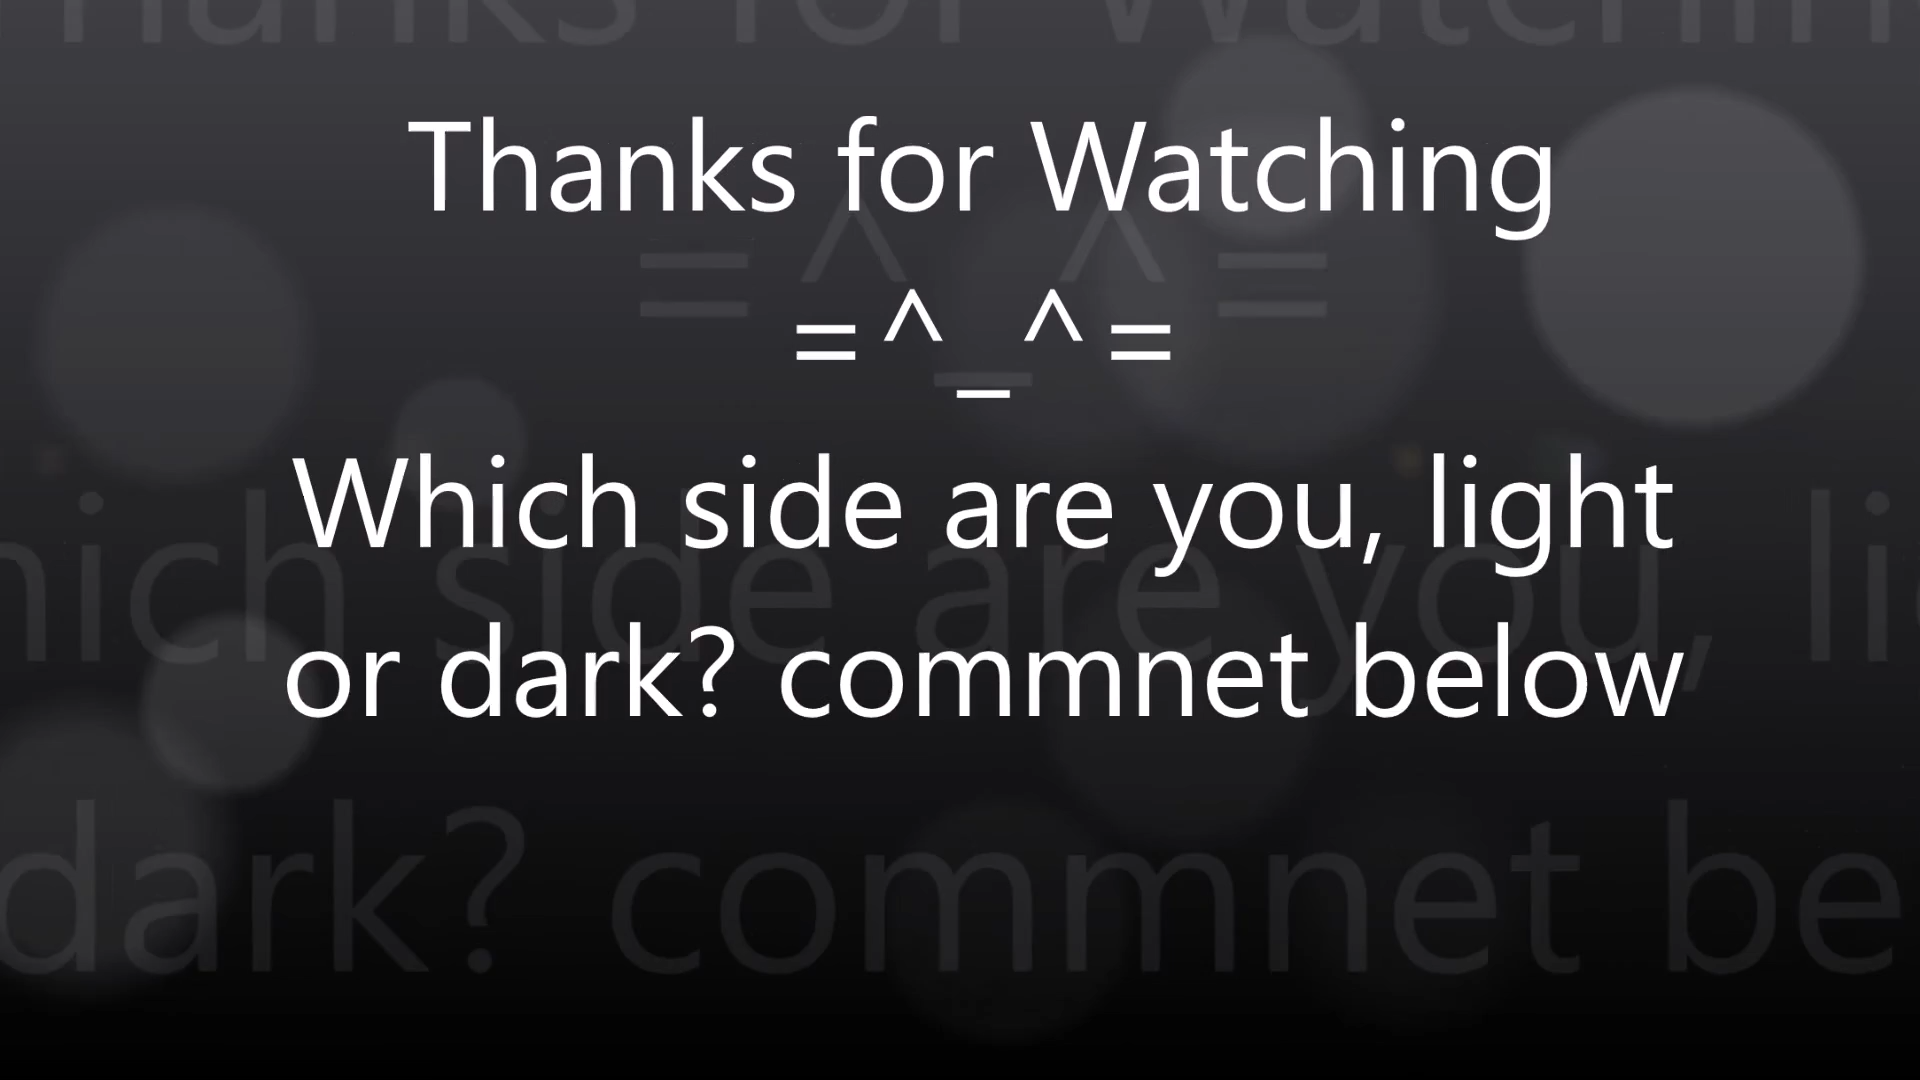 Thanks for Watching
=^_^=
Which side are you, light
or dark? commnet below